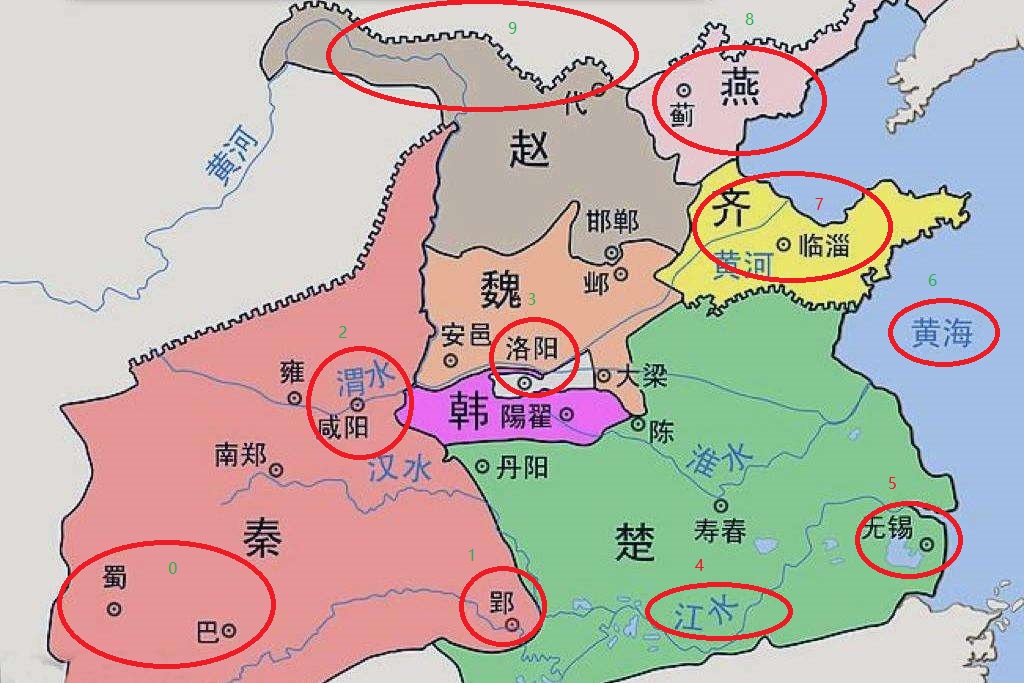 9
8
燕
蓟
代
黄河
赵
7
齐
临淄
黄河
邯郸
邺
6
黄海
魏
3
安邑
洛阳
大梁
2
雍
渭水
咸阳
韩
陽翟
陈
南郑
汉水
丹阳
淮水
5
无锡
寿春
秦
楚
0
1
4
蜀
巴
郢
江水